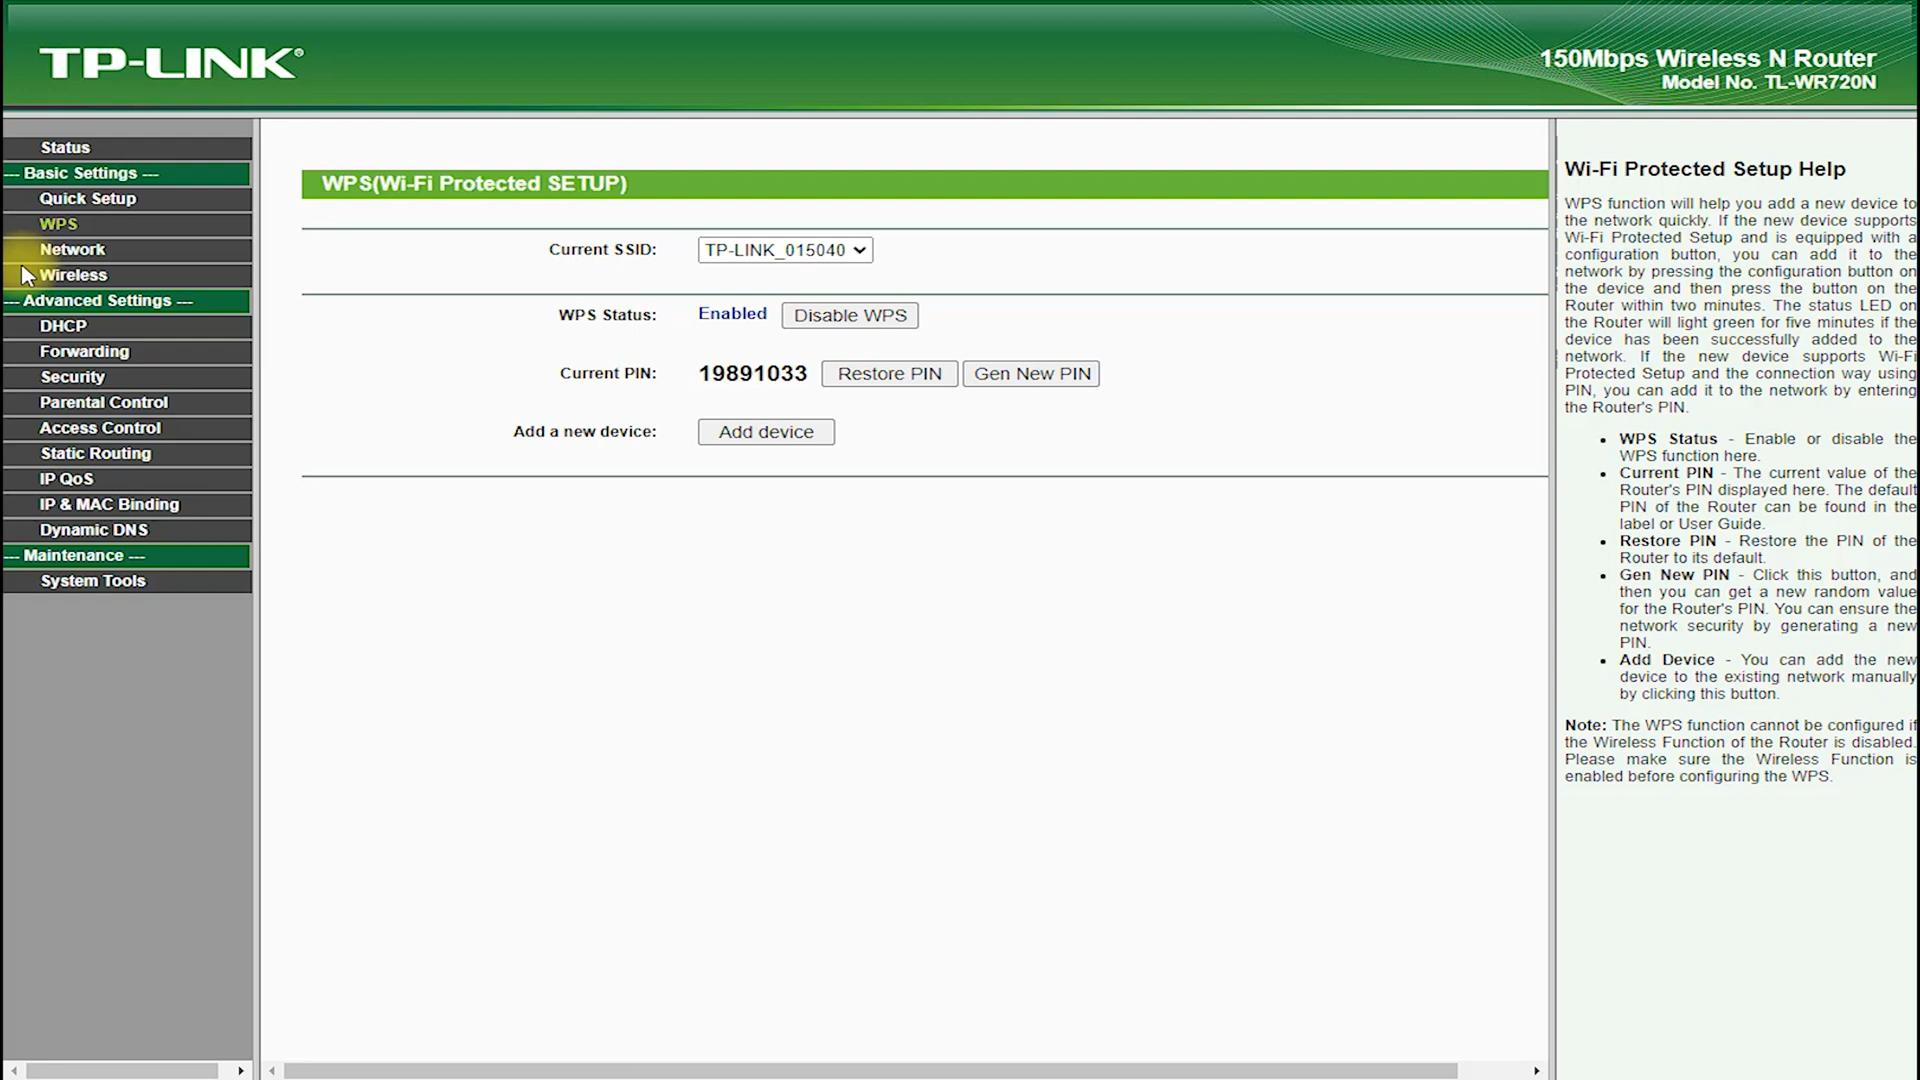 TP-LINK®
150Mbps Wireless N Router
Model No. TL-WR720N
Status
--- Basic Settings ---
Quick Setup
WPS
Network
Wireless
--- Advanced Settings ---
DHCP
Forwarding
Security
Parental Control
Access Control
Static Routing
IP QoS
IP & MAC Binding
Dynamic DNS
--- Maintenance ---
System Tools
WPS(Wi-Fi Protected SETUP)
Current SSID: TP-LINK_015040
WPS Status: Enabled Disable WPS
Current PIN: 19891033 Restore PIN Gen New PIN
Add a new device: Add device
Wi-Fi Protected Setup Help
WPS function will help you add a new device to
the network quickly. If the new device supports
Wi-Fi Protected Setup and is equipped with a
configuration button, you can add it to the
network by pressing the configuration button on
the device and then press the button on the
Router within two minutes. The status LED on
the Router will light green for five minutes if the
device has been successfully added to the
network. If the new device supports Wi-Fi
Protected Setup and the connection way using
PIN, you can add it to the network by entering
the Router's PIN.
• WPS Status - Enable or disable the
WPS function here.
• Current PIN - The current value of the
Router's PIN displayed here. The default
PIN of the Router can be found in the
label or User Guide.
• Restore PIN - Restore the PIN of the
Router to its default.
• Gen New PIN - Click this button, and
then you can get a new random value
for the Router's PIN. You can ensure the
network security by generating a new
PIN.
• Add Device - You can add the new
device to the existing network manually
by clicking this button.
Note: The WPS function cannot be configured if
the Wireless Function of the Router is disabled.
Please make sure the Wireless Function is
enabled before configuring the WPS.